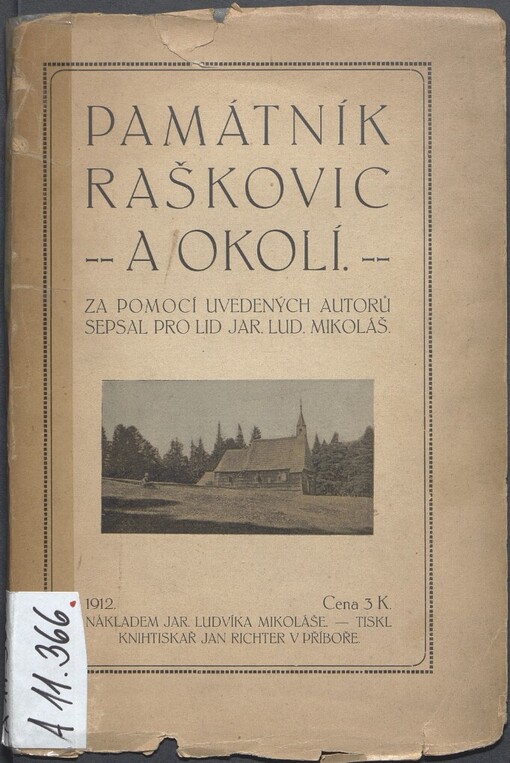 PAMÁTNÍK
RAŠKOVIC
-- A OKOLÍ. --
ZA POMOCÍ UVEDENÝCH AUTORŮ
SEPSAL PRO LID JAR. LUD. MIKOLÁŠ.
1912. Cena 3 K.
NÁKLADEM JAR. LUDVÍKA MIKOLÁŠE. — TISKL
KNIHTISKAŘ JAN RICHTER V PŘÍBOŘE.
A 11.366.